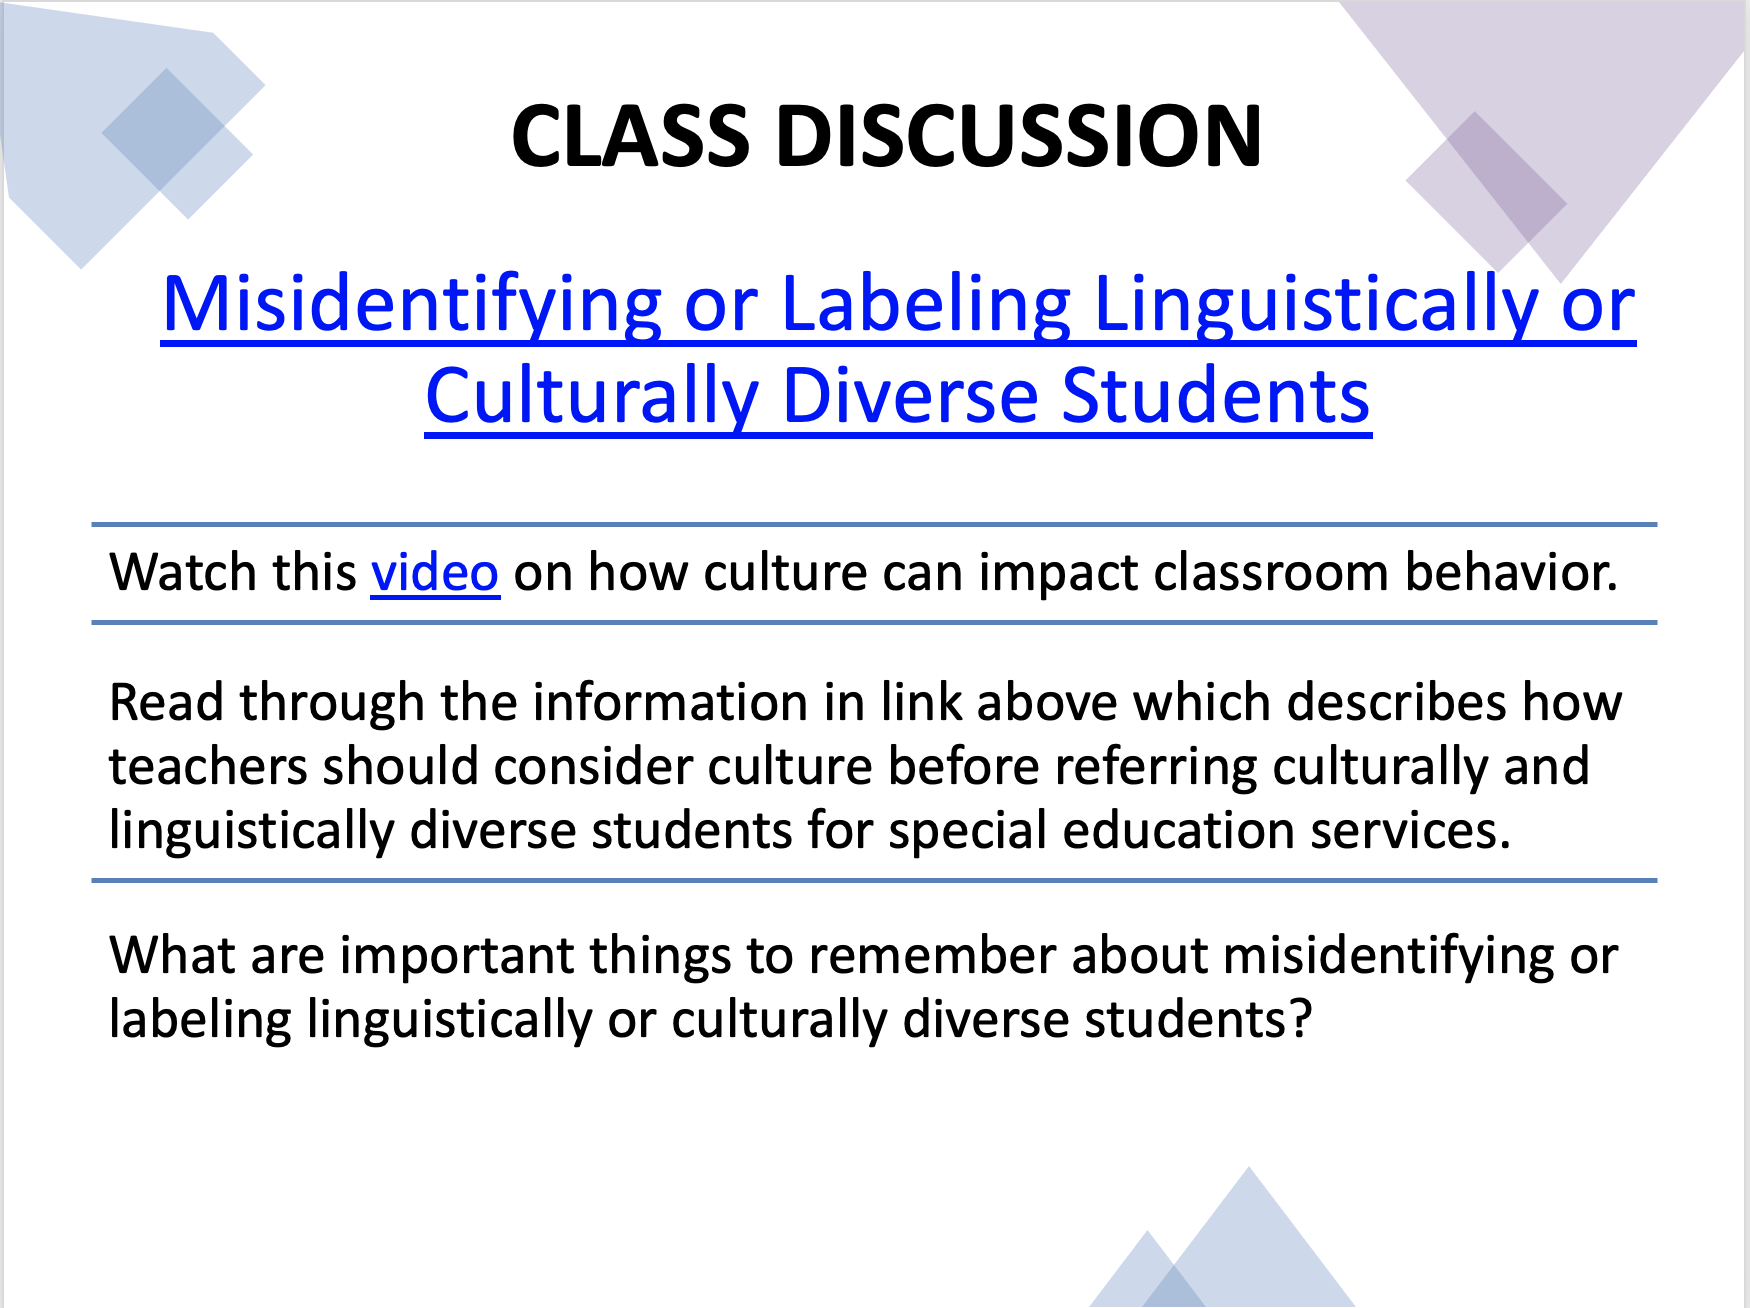 CLASS DISCUSSION
Misidentifying or Labeling Linguistically or
Culturally Diverse Students
Watch this video on how culture can impact classroom behavior.
Read through the information in link above which describes how
teachers should consider culture before referring culturally and
linguistically diverse students for special education services.
What are important things to remember about misidentifying or
labeling linguistically or culturally diverse students?